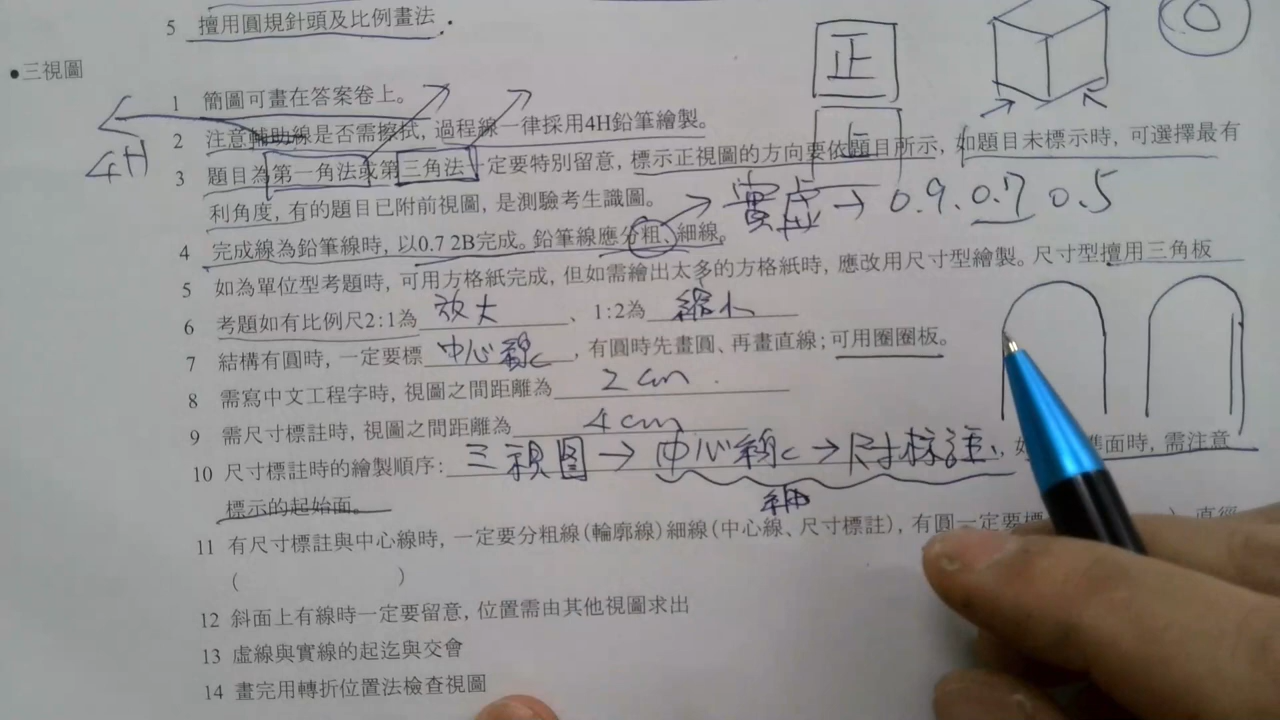 5 擅用圓規針頭及比例畫法.
●三視圖
正
1 簡圖可畫在答案卷上。
2 注意輔助線是否需擦拭, 過程線一律採用4H鉛筆繪製。
4H
3 題目為第一角法或第三角法一定要特別留意, 標示正視圖的方向要依題目所示, 如題目未標示時, 可選擇最有
利角度, 有的題目已附前視圖, 是測驗考生識圖。
實虛→0.9. 0.7 0.5
4 完成線為鉛筆線時, 以0.7 2B完成。鉛筆線應分粗、細線。
5 如為單位型考題時, 可用方格紙完成, 但如需繪出太多的方格紙時, 應改用尺寸型繪製。尺寸型擅用三角板
6 考題如有比例尺2:1為 放大 、1:2為 縮小
7 結構有圓時, 一定要標 中心線 , 有圓時先畫圓、再畫直線; 可用圈圈板。
8 需寫中文工程字時, 視圖之間距離為 2cm .
9 需尺寸標註時, 視圖之間距離為 4cm
10 尺寸標註時的繪製順序: 三視図→中心線→尺寸标註. 準面時, 需注意
標示的起始面。
細
11 有尺寸標註與中心線時, 一定要分粗線(輪廓線)細線(中心線、尺寸標註), 有圓一定要標 ), 直徑
( )
12 斜面上有線時一定要留意, 位置需由其他視圖求出
13 虛線與實線的起迄與交會
14 畫完用轉折位置法檢查視圖